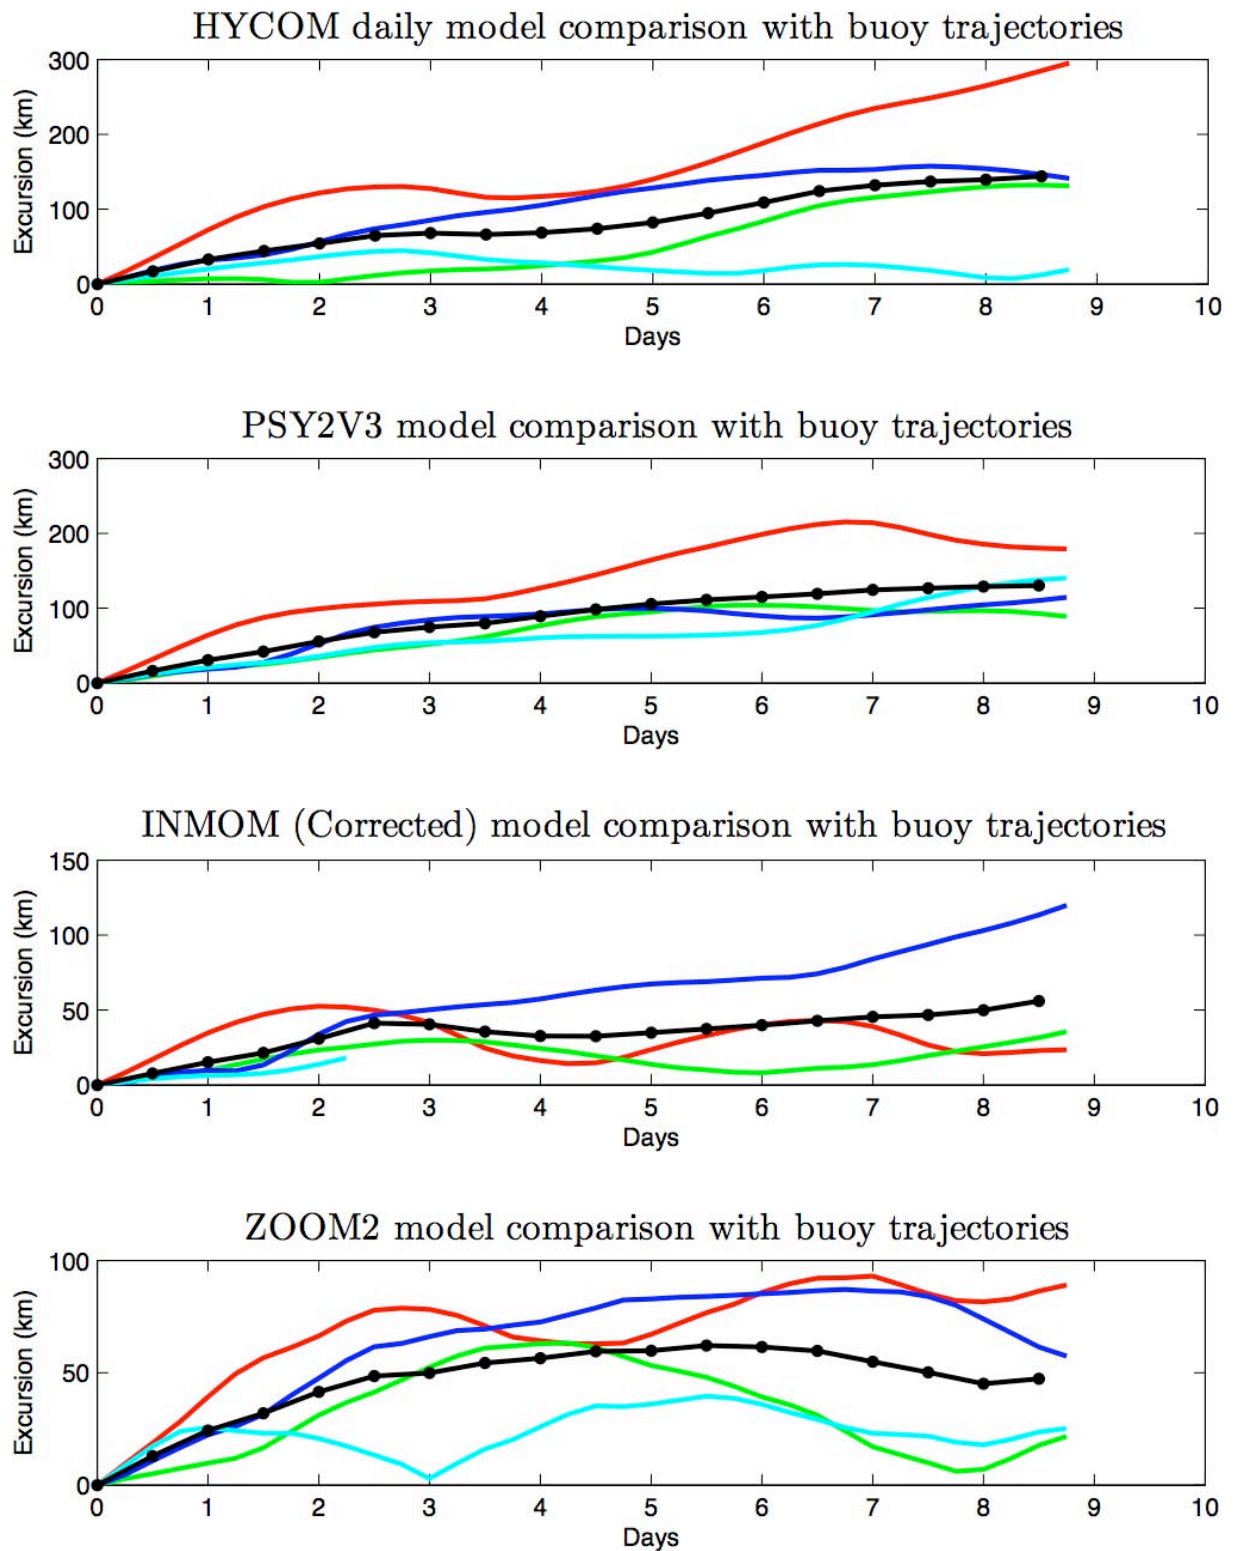 HYCOM daily model comparison with buoy trajectories
300
200
100
0
Excursion (km)
0 1 2 3 4 5 6 7 8 9 10
Days
PSY2V3 model comparison with buoy trajectories
300
200
100
0
Excursion (km)
0 1 2 3 4 5 6 7 8 9 10
Days
INMOM (Corrected) model comparison with buoy trajectories
150
100
50
0
Excursion (km)
0 1 2 3 4 5 6 7 8 9 10
Days
ZOOM2 model comparison with buoy trajectories
100
50
0
Excursion (km)
0 1 2 3 4 5 6 7 8 9 10
Days